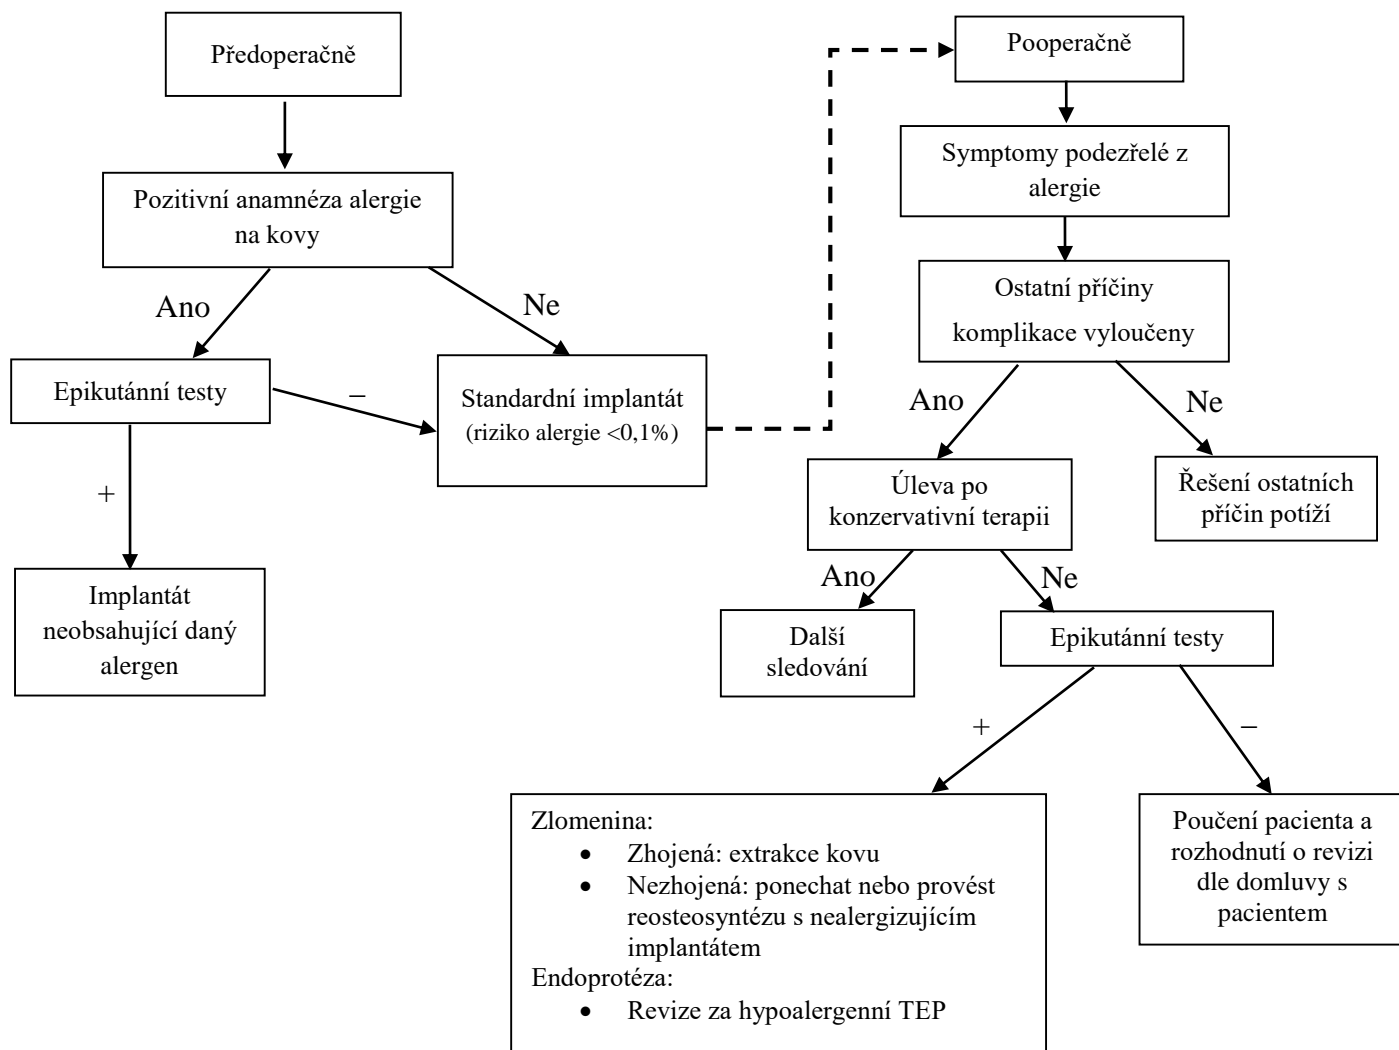 Předoperačně
Pozitivní anamnéza alergie
na kovy
Ano
Ne
Epikutánní testy
–
Standardní implantát
(riziko alergie <0,1%)
+
Implantát
neobsahující daný
alergen
Pooperačně
Symptomy podezřelé z
alergie
Ostatní příčiny
komplikace vyloučeny
Ano
Ne
Úleva po
konzervativní terapii
Řešení ostatních
příčin potíží
Ano
Ne
Další
sledování
Epikutánní testy
+
–
Zlomenina:
• Zhojená: extrakce kovu
• Nezhojená: ponechat nebo provést
reosteosyntézu s nealergizujícím
implantátem
Endoprotéza:
• Revize za hypoalergenní TEP
Poučení pacienta a
rozhodnutí o revizi
dle domluvy s
pacientem